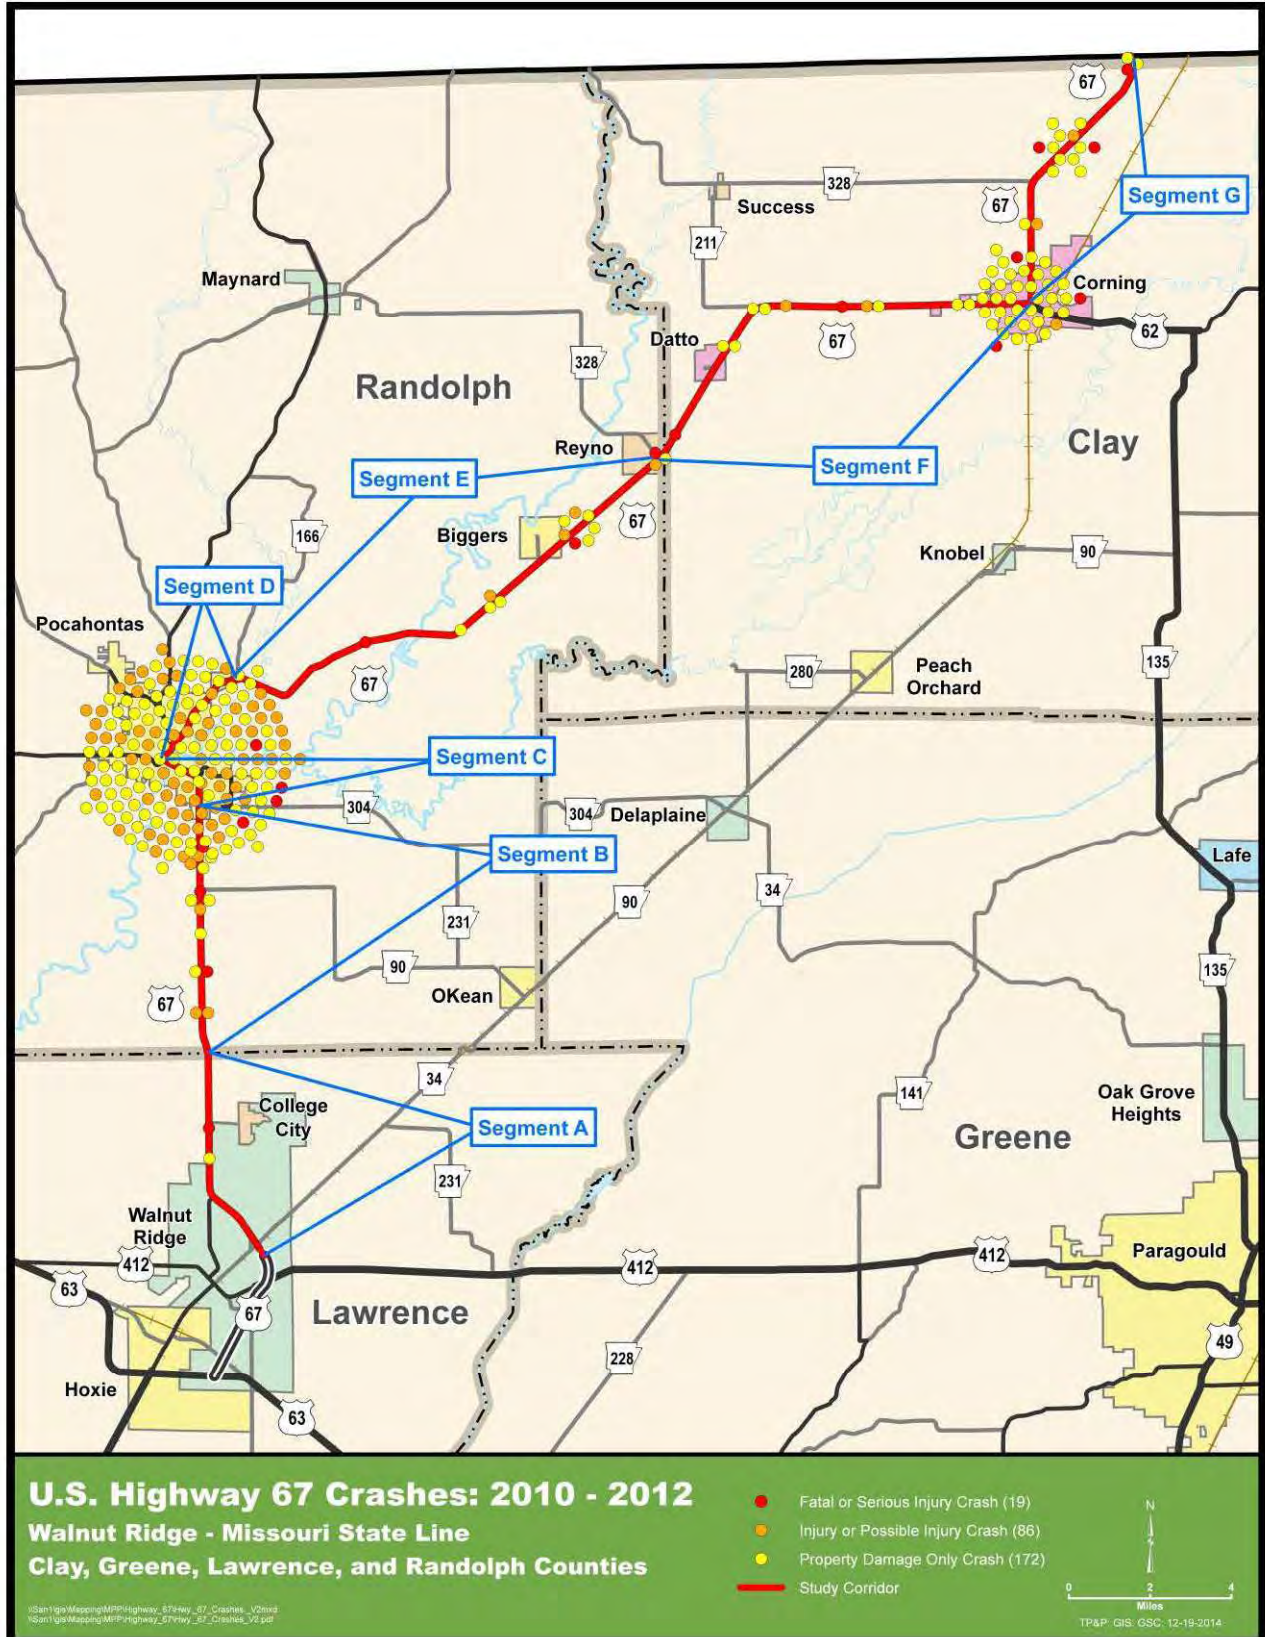 67
Segment G
328
Success
67
211
Maynard
Corning
62
Datto
67
328
Randolph
Clay
Reyno
Segment F
Segment E
67
Biggers
166
Knobel
90
Segment D
Pocahontas
135
280
Peach
Orchard
67
Segment C
304
304
Delaplaine
Segment B
Lafe
34
90
231
90
OKean
135
67
34
141
Oak Grove
Heights
College
City
Segment A
Greene
231
Walnut
Ridge
412
412
412
Paragould
63
67
Lawrence
49
228
Hoxie
63
U.S. Highway 67 Crashes: 2010 - 2012
Walnut Ridge - Missouri State Line
Clay, Greene, Lawrence, and Randolph Counties
Fatal or Serious Injury Crash (19)
Injury or Possible Injury Crash (86)
Property Damage Only Crash (172)
Study Corridor
N
0 2 4
Miles
TP&P: GIS: GSC: 12-19-2014